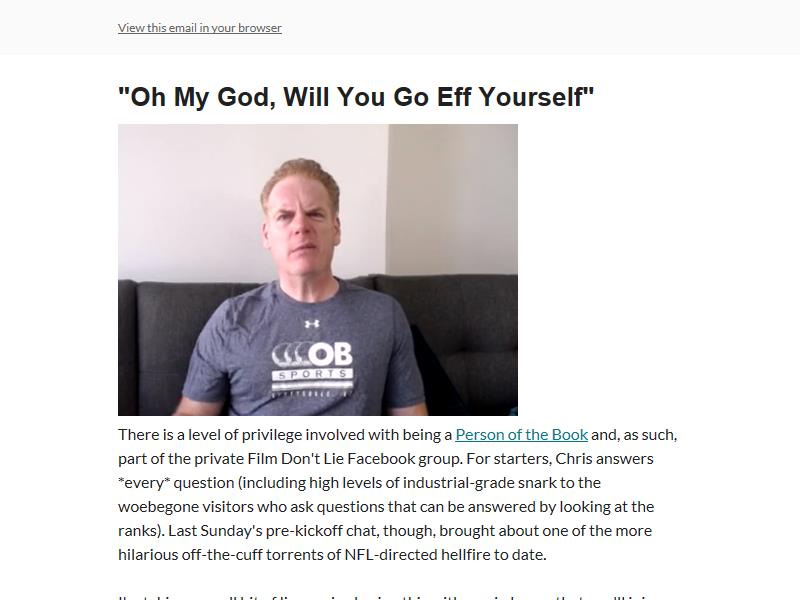 View this email in your browser
"Oh My God, Will You Go Eff Yourself"
OB
SPORTS
There is a level of privilege involved with being a Person of the Book and, as such,
part of the private Film Don't Lie Facebook group. For starters, Chris answers
*every* question (including high levels of industrial-grade snark to the
woebegone visitors who ask questions that can be answered by looking at the
ranks). Last Sunday's pre-kickoff chat, though, brought about one of the more
hilarious off-the-cuff torrents of NFL-directed hellfire to date.